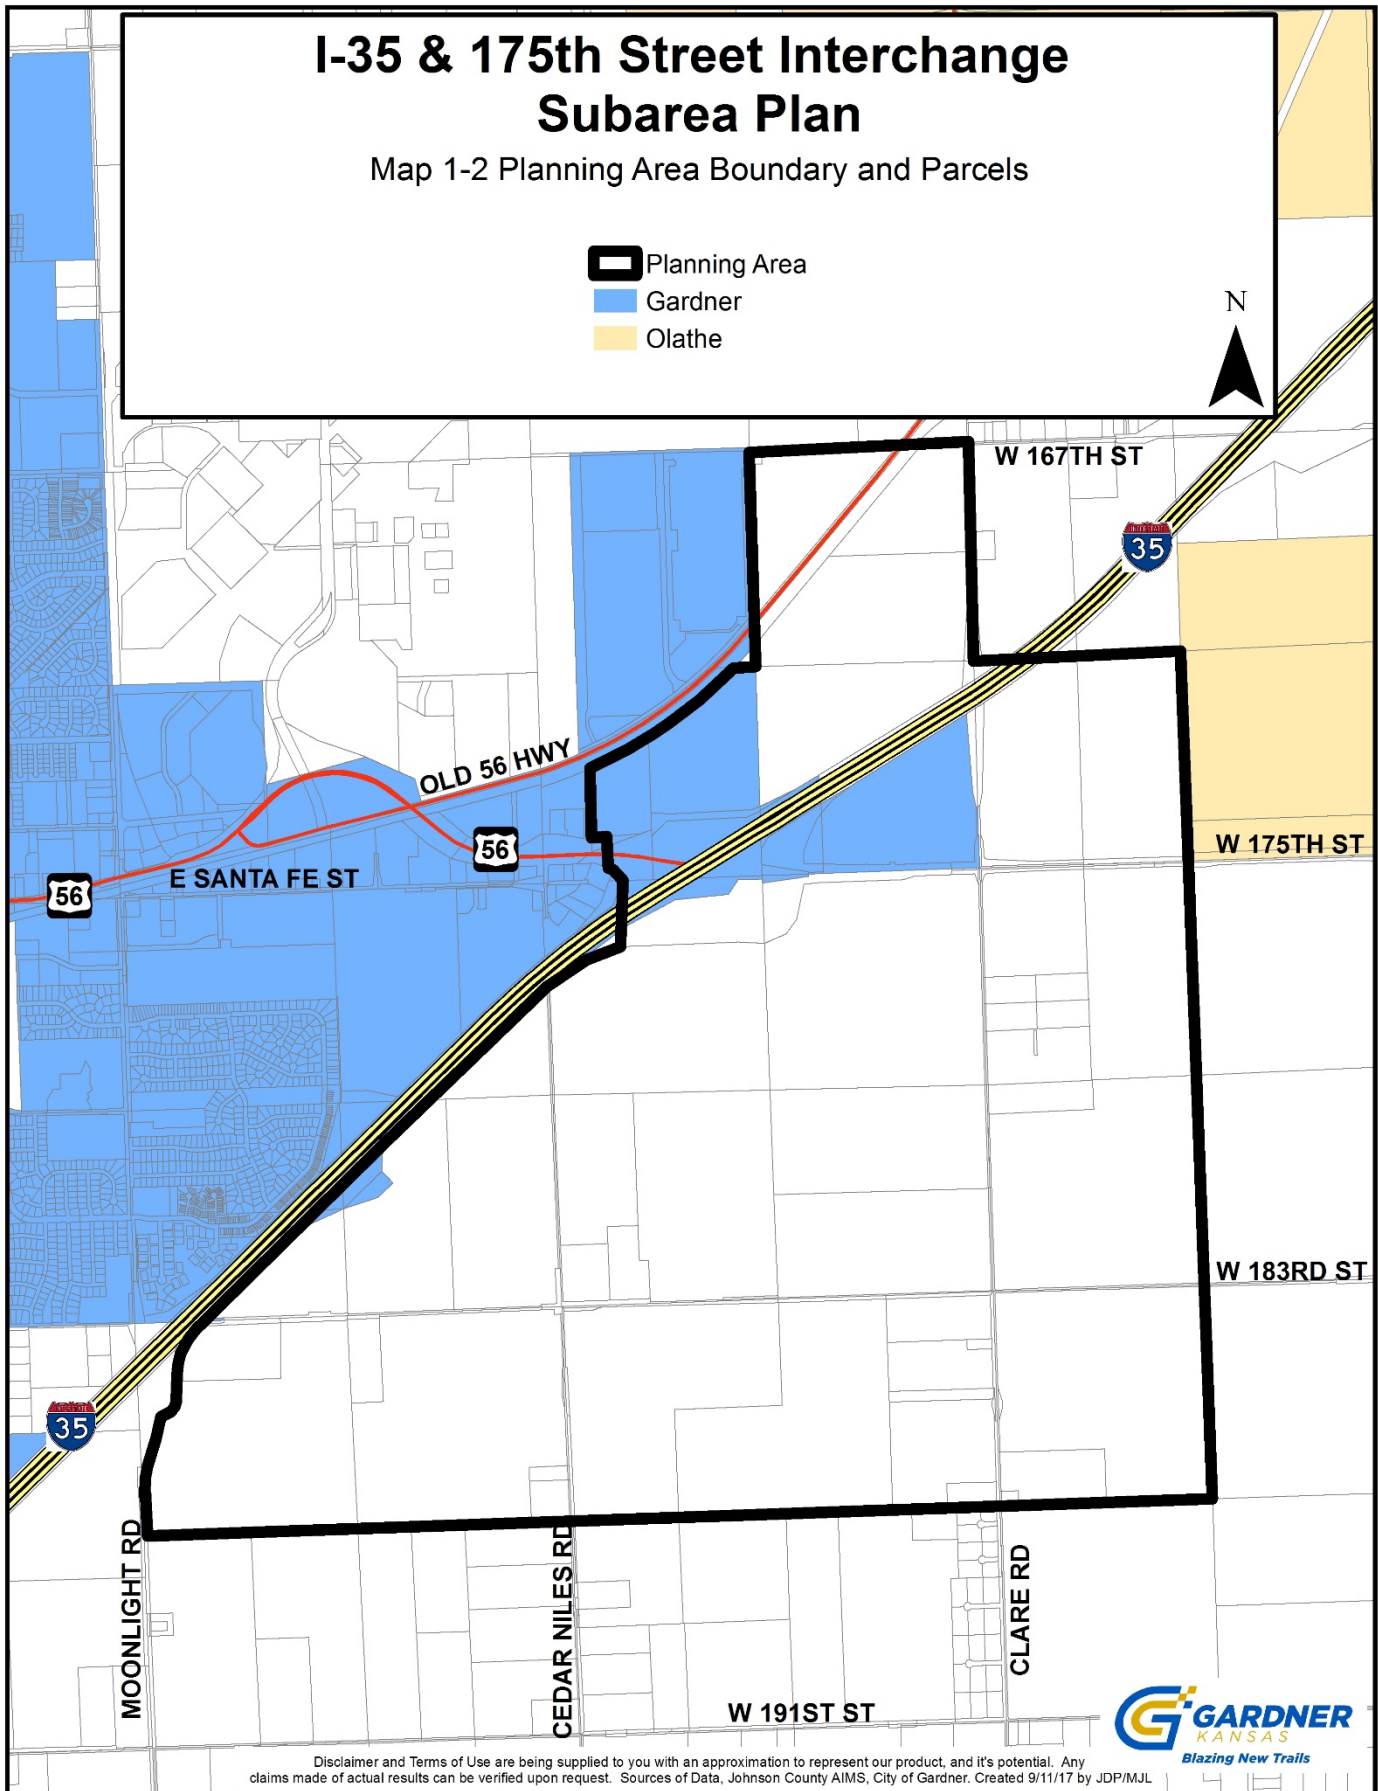 I-35 & 175th Street Interchange
Subarea Plan
Map 1-2 Planning Area Boundary and Parcels
Planning Area
Gardner
Olathe
N
W 167TH ST
INTERSTATE
35
OLD 56 HWY
56
W 175TH ST
E SANTA FE ST
56
W 183RD ST
INTERSTATE
35
MOONLIGHT RD
CEDAR NILES RD
CLARE RD
W 191ST ST
G GARDNER
KANSAS
Blazing New Trails
Disclaimer and Terms of Use are being supplied to you with an approximation to represent our product, and it's potential. Any
claims made of actual results can be verified upon request. Sources of Data, Johnson County AIMS, City of Gardner. Created 9/11/17 by JDP/MJL